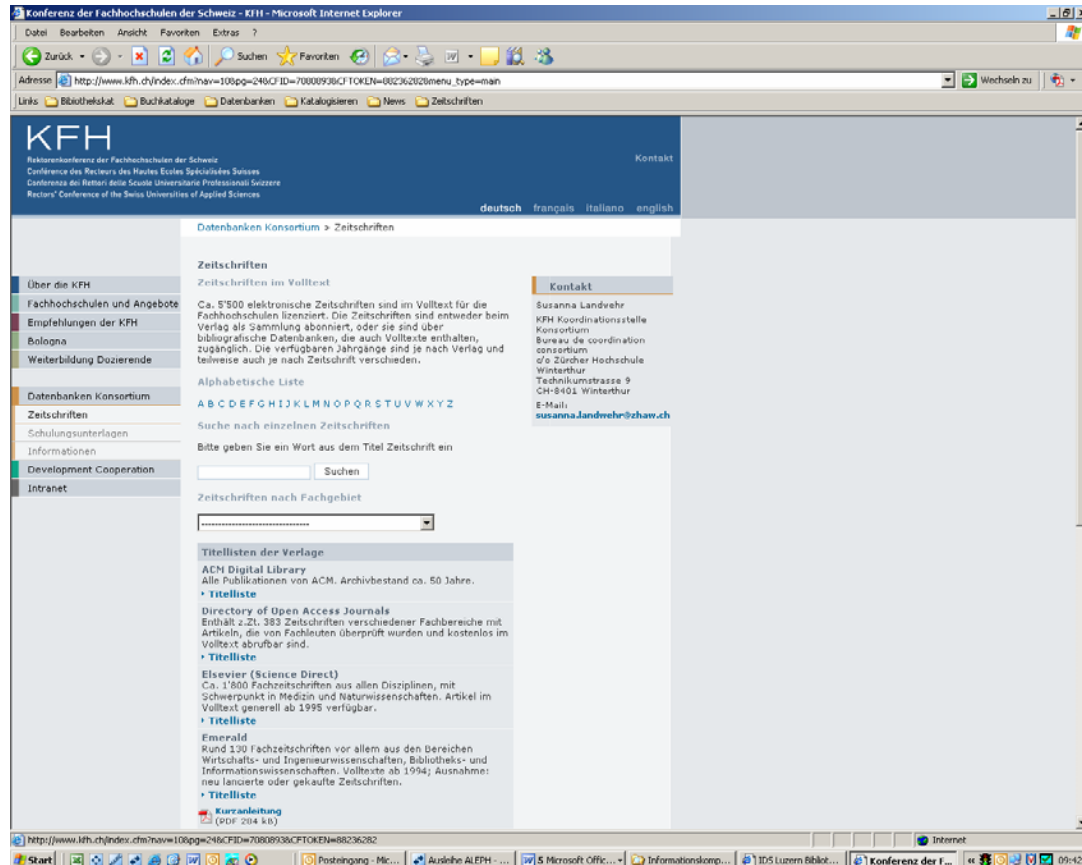 Konferenz der Fachhochschulen der Schweiz - KFH - Microsoft Internet Explorer
Datei Bearbeiten Ansicht Favoriten Extras ?
Zurück Suchen Favoriten
Adresse http://www.kfh.ch/index.cfm?nav=10&pg=24&CFID=7080893&CFTOKEN=88236282&menu_type=main Wechseln zu
Links Bibiothekskat Buchkataloge Datenbanken Katalogisieren News Zeitschriften
KFH
Rektorenkonferenz der Fachhochschulen der Schweiz
Conférence des Recteurs des Hautes Ecoles Spécialisées Suisses
Conferenza dei Rettori delle Scuole Universitarie Professionali Svizzere
Rectors' Conference of the Swiss Universities of Applied Sciences
Kontakt
deutsch français italiano english
Datenbanken Konsortium > Zeitschriften
Über die KFH
Fachhochschulen und Angebote
Empfehlungen der KFH
Bologna
Weiterbildung Dozierende
Datenbanken Konsortium
Zeitschriften
Schulungsunterlagen
Informationen
Development Cooperation
Intranet
Zeitschriften
Zeitschriften im Volltext
Ca. 5'500 elektronische Zeitschriften sind im Volltext für die
Fachhochschulen lizenziert. Die Zeitschriften sind entweder beim
Verlag als Sammlung abonniert, oder sie sind über
bibliografische Datenbanken, die auch Volltexte enthalten,
zugänglich. Die verfügbaren Jahrgänge sind je nach Verlag und
teilweise auch je nach Zeitschrift verschieden.
Alphabetische Liste
A B C D E F G H I J K L M N O P Q R S T U V W X Y Z
Suche nach einzelnen Zeitschriften
Bitte geben Sie ein Wort aus dem Titel Zeitschrift ein
Suchen
Zeitschriften nach Fachgebiet
--------------------------------
Titellisten der Verlage
ACM Digital Library
Alle Publikationen von ACM. Archivbestand ca. 50 Jahre.
Titelliste
Directory of Open Access Journals
Enthält z.Zt. 383 Zeitschriften verschiedener Fachbereiche mit
Artikeln, die von Fachleuten überprüft wurden und kostenlos im
Volltext abrufbar sind.
Titelliste
Elsevier (Science Direct)
Ca. 1'800 Fachzeitschriften aus allen Disziplinen, mit
Schwerpunkt in Medizin und Naturwissenschaften. Artikel im
Volltext generell ab 1995 verfügbar.
Titelliste
Emerald
Rund 130 Fachzeitschriften vor allem aus den Bereichen
Wirtschafts- und Ingenieurwissenschaften, Bibliotheks- und
Informationswissenschaften. Volltexte ab 1994; Ausnahme:
neu lancierte oder gekaufte Zeitschriften.
Titelliste
Kurzanleitung
(PDF 204 kB)
Kontakt
Susanna Landwehr
KFH Koordinationsstelle
Konsortium
Bureau de coordination
consortium
c/o Zürcher Hochschule
Winterthur
Technikumstrasse 9
CH-8401 Winterthur
E-Mail:
susanna.landwehr@zhaw.ch
http://www.kfh.ch/index.cfm?nav=10&pg=24&CFID=7080893&CFTOKEN=88236282 Internet
Start Posteingang - Mic... Ausleihe ALEPH - ... 5 Microsoft Offic... Informationskomp... IDS Luzern Bibliot... Konferenz der F...